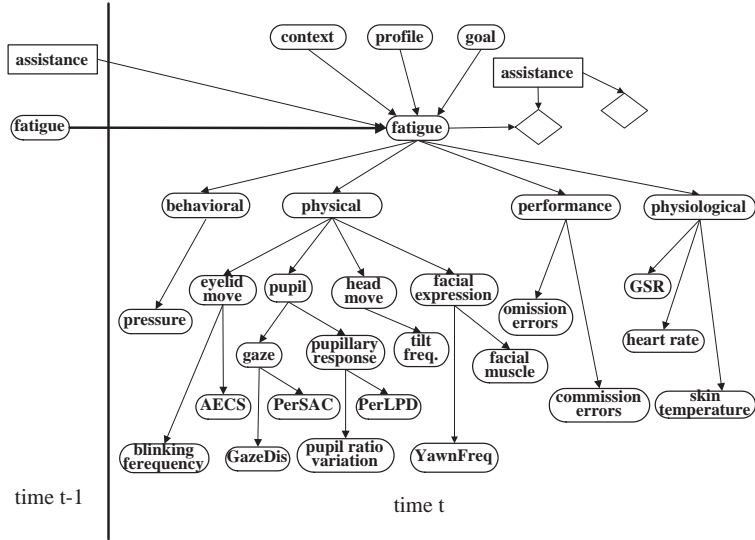 context
profile
goal
assistance
assistance
fatigue
fatigue
behavioral
physical
performance
physiological
eyelid
move
pupil
head
move
facial
expression
GSR
pressure
omission
errors
gaze
pupillary
response
tilt
freq.
heart rate
facial
muscle
AECS
PerSAC
PerLPD
commission
errors
skin
temperature
blinking
ferequency
GazeDis
pupil ratio
variation
YawnFreq
time t-1
time t